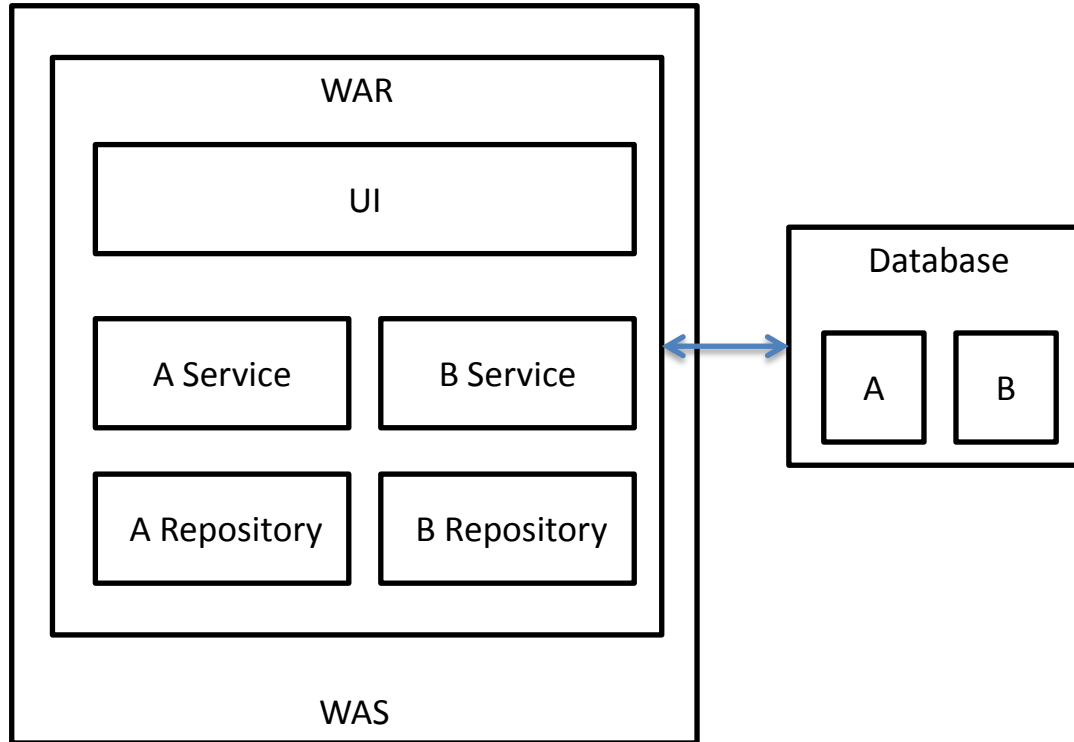 WAR
UI
A Service
B Service
A Repository
B Repository
WAS
Database
A
B